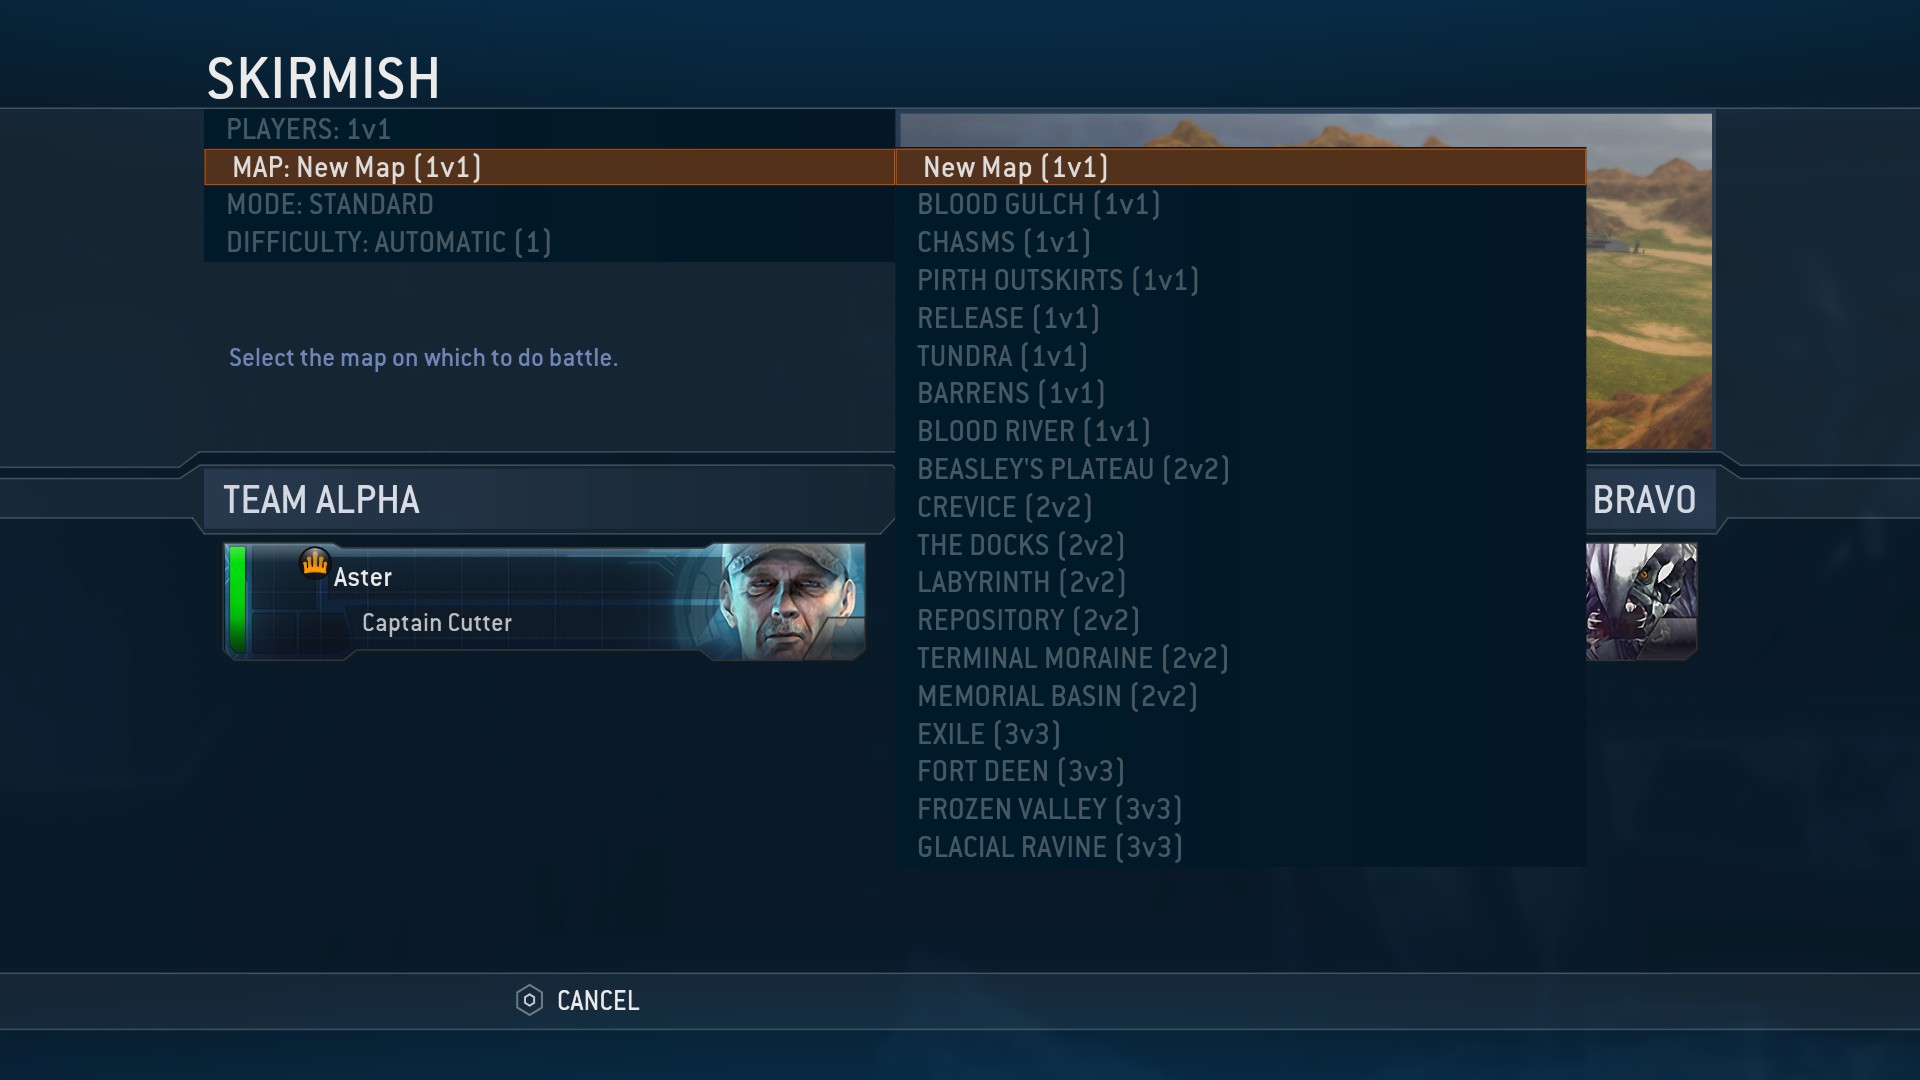 SKIRMISH
PLAYERS: 1v1
MAP: New Map (1v1)
MODE: STANDARD
DIFFICULTY: AUTOMATIC (1)
Select the map on which to do battle.
New Map (1v1)
BLOOD GULCH (1v1)
CHASMS (1v1)
PIRTH OUTSKIRTS (1v1)
RELEASE (1v1)
TUNDRA (1v1)
BARRENS (1v1)
BLOOD RIVER (1v1)
BEASLEY'S PLATEAU (2v2)
CREVICE (2v2)
THE DOCKS (2v2)
LABYRINTH (2v2)
REPOSITORY (2v2)
TERMINAL MORAINE (2v2)
MEMORIAL BASIN (2v2)
EXILE (3v3)
FORT DEEN (3v3)
FROZEN VALLEY (3v3)
GLACIAL RAVINE (3v3)
TEAM ALPHA
BRAVO
Aster
Captain Cutter
CANCEL